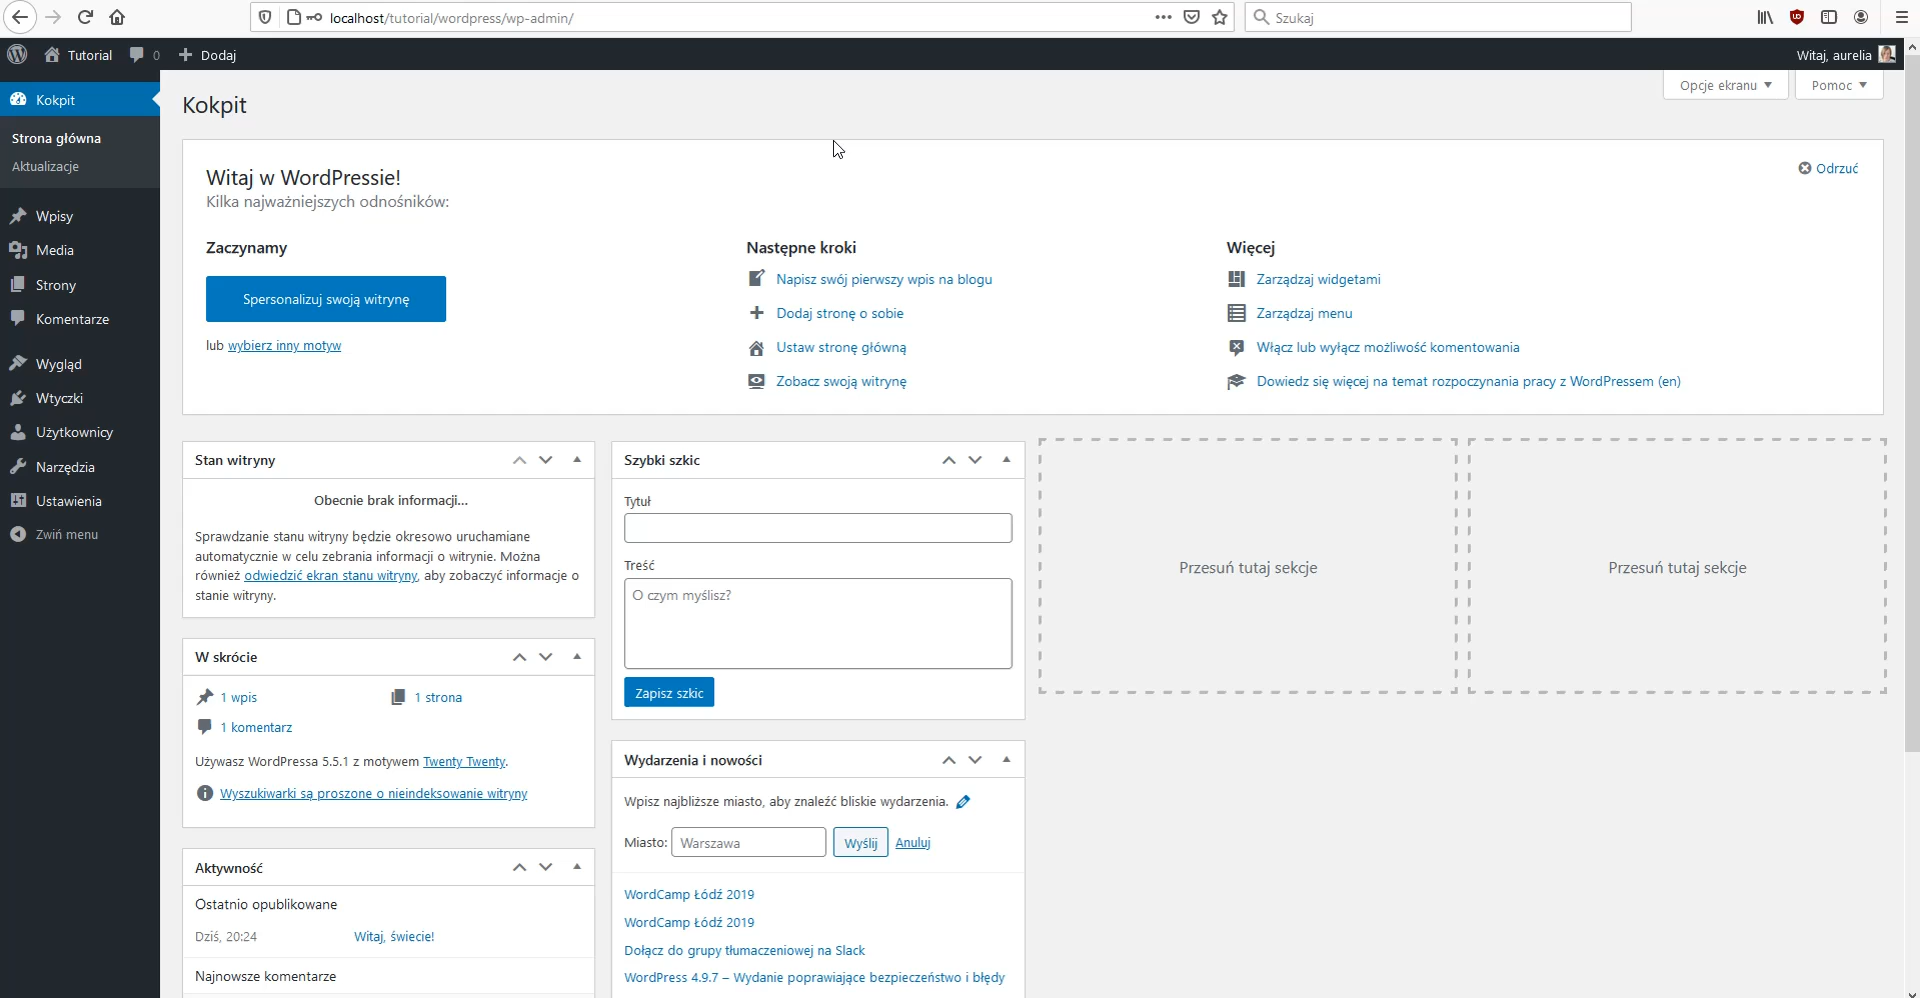 localhost/tutorial/wordpress/wp-admin/
Szukaj
Tutorial
0
Dodaj
Witaj, aurelia
Kokpit
Strona główna
Aktualizacje
Wpisy
Media
Strony
Komentarze
Wygląd
Wtyczki
Użytkownicy
Narzędzia
Ustawienia
Zwiń menu
Kokpit
Opcje ekranu
Pomoc
Witaj w WordPressie!
Kilka najważniejszych odnośników:
Odrzuć
Zaczynamy
Spersonalizuj swoją witrynę
lub wybierz inny motyw
Następne kroki
Napisz swój pierwszy wpis na blogu
Dodaj stronę o sobie
Ustaw stronę główną
Zobacz swoją witrynę
Więcej
Zarządzaj widgetami
Zarządzaj menu
Włącz lub wyłącz możliwość komentowania
Dowiedz się więcej na temat rozpoczynania pracy z WordPressem (en)
Stan witryny
Obecnie brak informacji...
Sprawdzanie stanu witryny będzie okresowo uruchamiane
automatycznie w celu zebrania informacji o witrynie. Można
również odwiedzić ekran stanu witryny, aby zobaczyć informacje o
stanie witryny.
W skrócie
1 wpis
1 strona
1 komentarz
Używasz WordPressa 5.5.1 z motywem Twenty Twenty.
Wyszukiwarki są proszone o nieindeksowanie witryny
Aktywność
Ostatnio opublikowane
Dziś, 20:24
Witaj, świecie!
Najnowsze komentarze
Szybki szkic
Tytuł
Treść
O czym myślisz?
Zapisz szkic
Wydarzenia i nowości
Wpisz najbliższe miasto, aby znaleźć bliskie wydarzenia.
Miasto:
Warszawa
Wyślij
Anuluj
WordCamp Łódź 2019
WordCamp Łódź 2019
Dołącz do grupy tłumaczeniowej na Slack
WordPress 4.9.7 – Wydanie poprawiające bezpieczeństwo i błędy
Przesuń tutaj sekcje
Przesuń tutaj sekcje